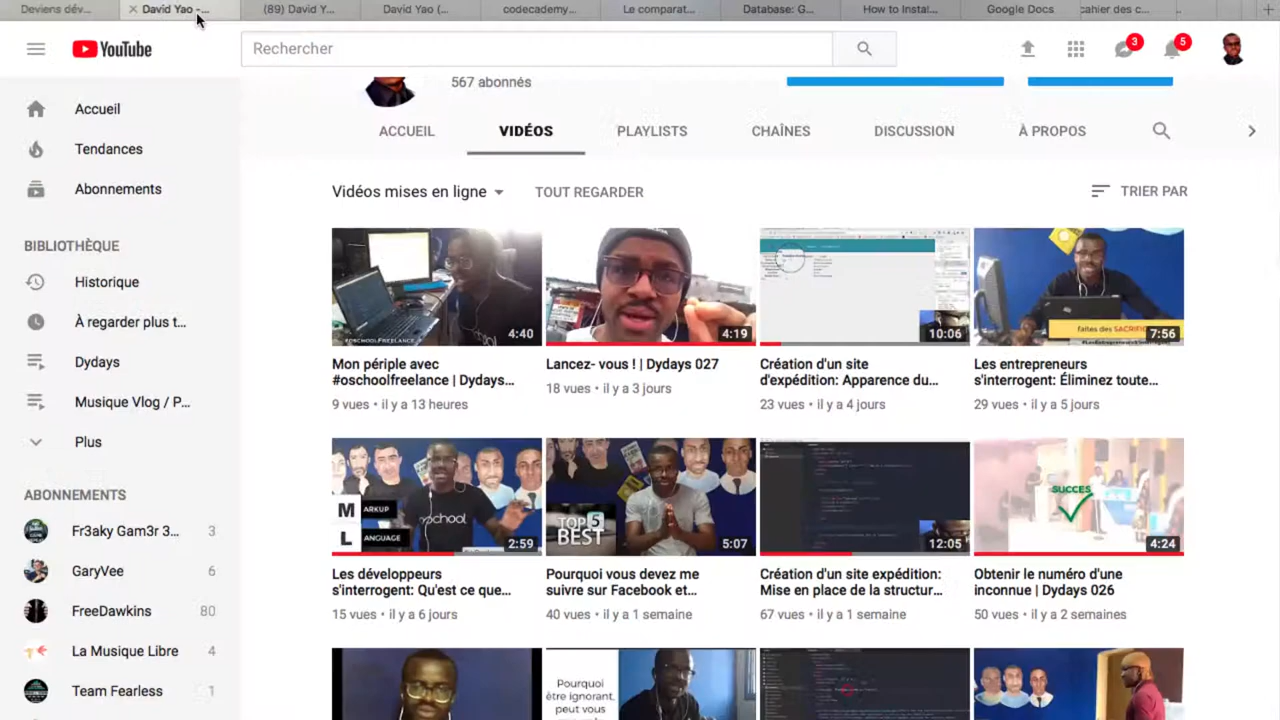 Deviens dév...
David Yao -...
(89) David Y...
David Yao (...
codecademy...
Le comparat...
Database: G...
How to Instal...
Google Docs
cahier des c...
YouTube
Rechercher
3
5
567 abonnés
ACCUEIL
VIDÉOS
PLAYLISTS
CHAÎNES
DISCUSSION
À PROPOS
Vidéos mises en ligne
TOUT REGARDER
TRIER PAR
Accueil
Tendances
Abonnements
BIBLIOTHÈQUE
Historique
À regarder plus t...
Dydays
Musique Vlog / P...
Plus
ABONNEMENTS
Fr3aky Gam3r 3...
3
GaryVee
6
FreeDawkins
80
La Musique Libre
4
Team Fearless
1
#OSCHOOLFREELANCE
4:40
4:19
10:06
faites des SACRIFI
7:56
Mon périple avec
#oschoolfreelance | Dydays...
9 vues • il y a 13 heures
Lancez- vous ! | Dydays 027
18 vues • il y a 3 jours
Création d'un site
d'expédition: Apparence du...
23 vues • il y a 4 jours
Les entrepreneurs
s'interrogent: Éliminez toute...
29 vues • il y a 5 jours
M ARKUP
L ANGUAGE
school
2:59
TOP 5
BEST
5:07
12:05
SUCCES
4:24
Les développeurs
s'interrogent: Qu'est ce que...
15 vues • il y a 6 jours
Pourquoi vous devez me
suivre sur Facebook et...
40 vues • il y a 1 semaine
Création d'un site expédition:
Mise en place de la structur...
67 vues • il y a 1 semaine
Obtenir le numéro d'une
inconnue | Dydays 026
50 vues • il y a 2 semaines
Pourquoi
être ignorant,
peut vous